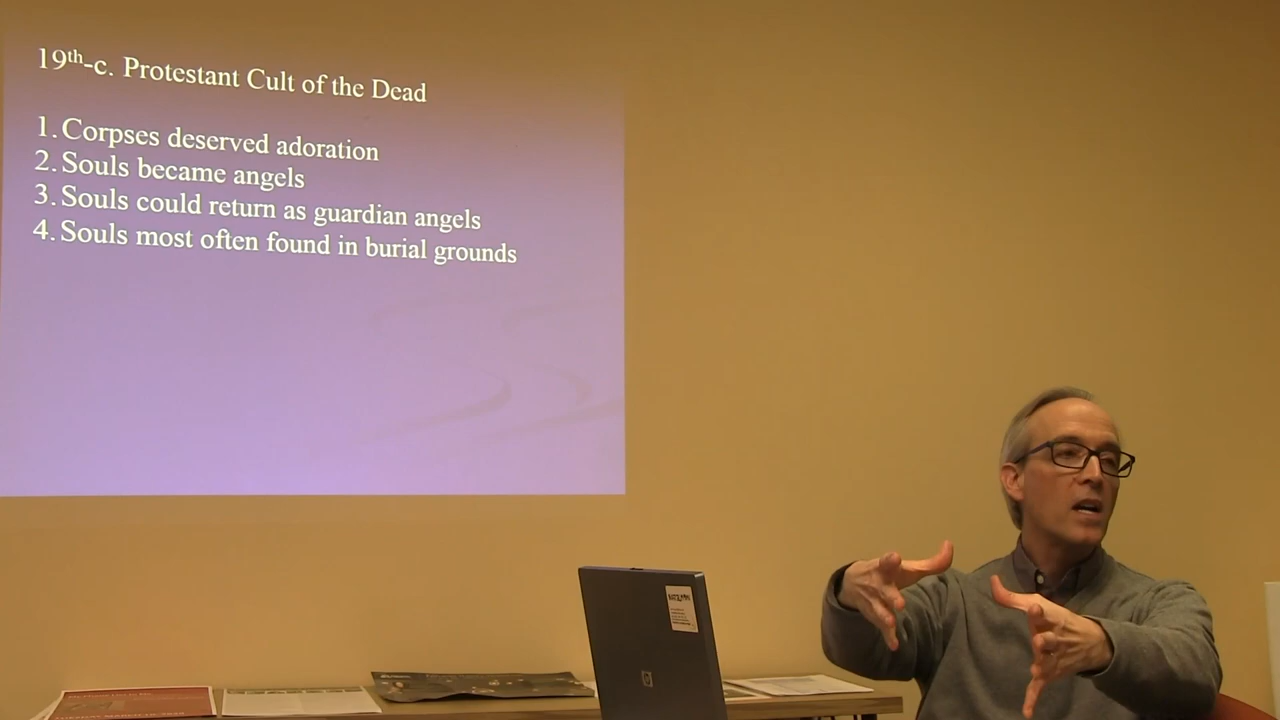 19th-c. Protestant Cult of the Dead
1. Corpses deserved adoration
2. Souls became angels
3. Souls could return as guardian angels
4. Souls most often found in burial grounds
hp